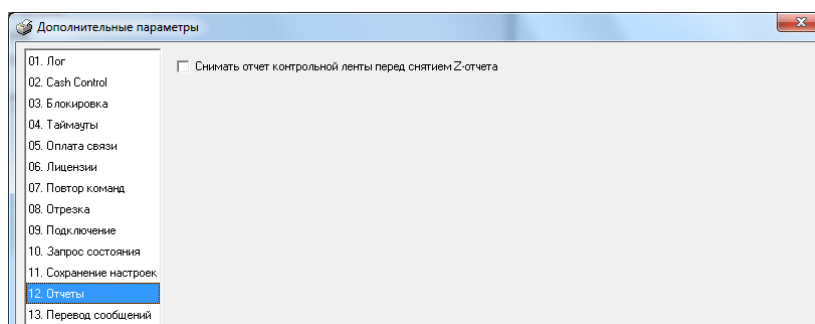 Дополнительные параметры
01. Лог
Снимать отчет контрольной ленты перед снятием Z-отчета
02. Cash Control
03. Блокировка
04. Таймауты
05. Оплата связи
06. Лицензии
07. Повтор команд
08. Отрезка
09. Подключение
10. Запрос состояния
11. Сохранение настроек
12. Отчеты
13. Перевод сообщений